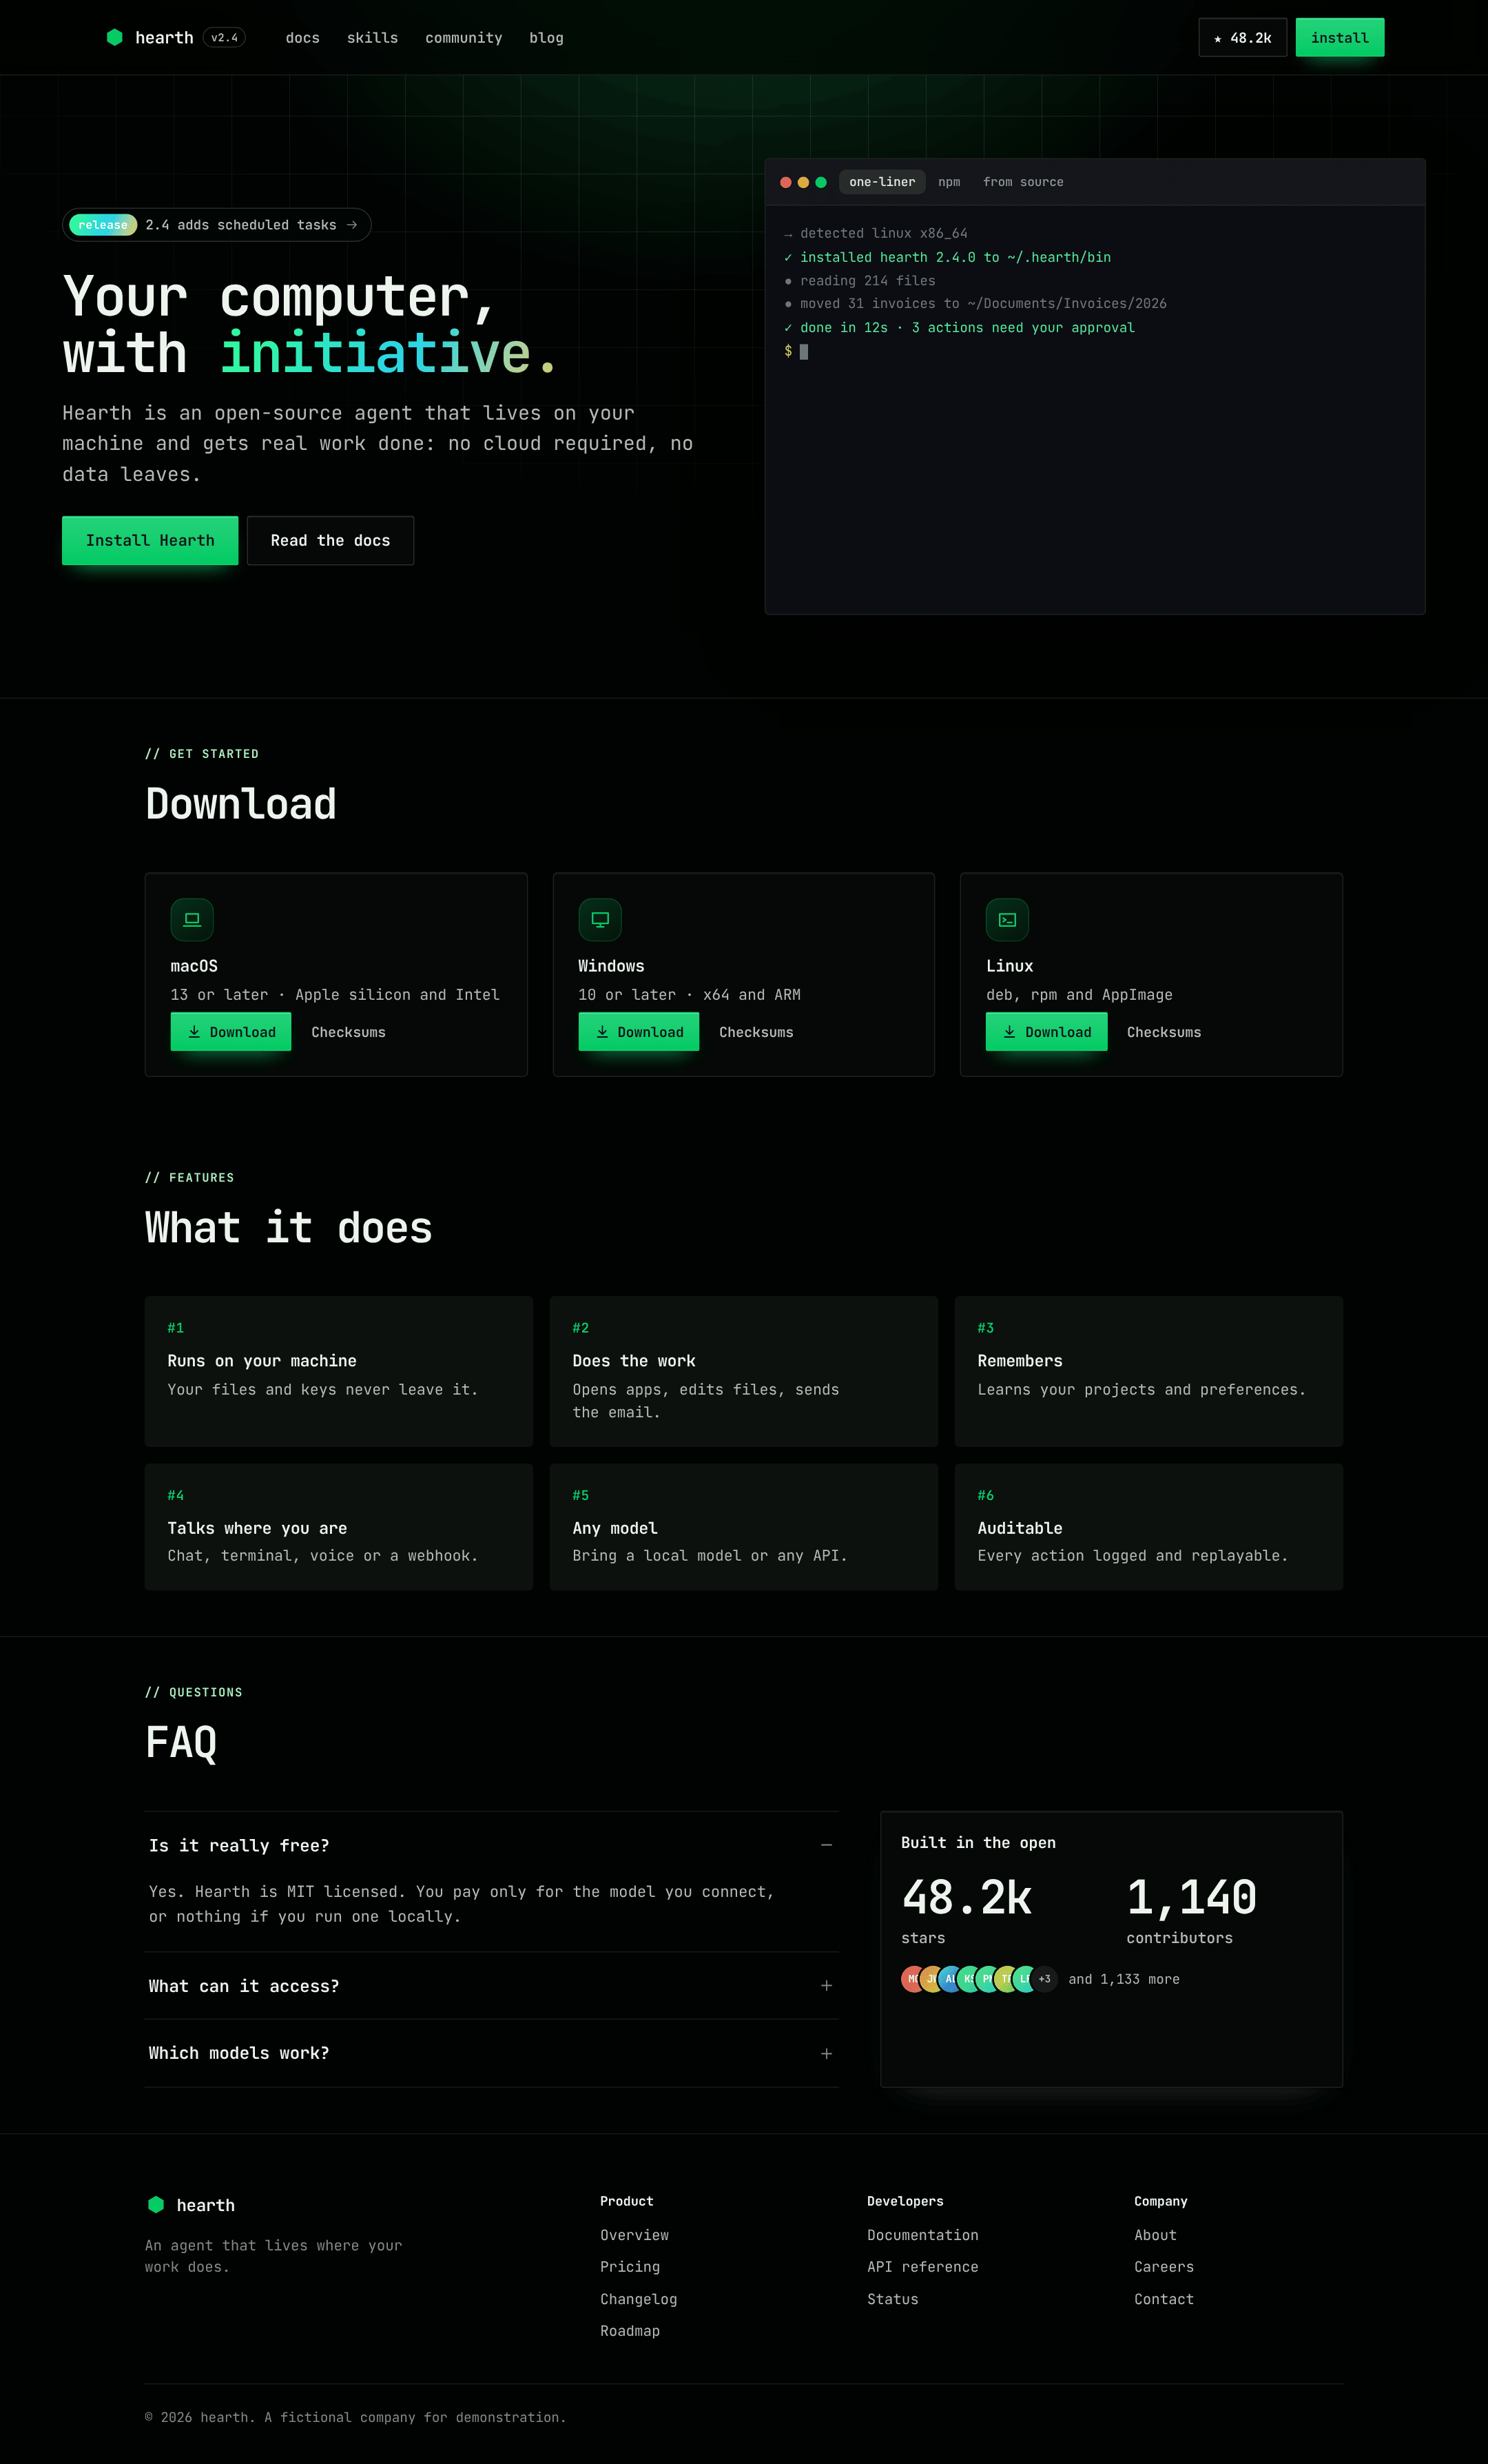 hearth v2.4 docs skills community blog ★ 48.2k install
release 2.4 adds scheduled tasks →
Your computer,
with initiative.
Hearth is an open-source agent that lives on your
machine and gets real work done: no cloud required, no
data leaves.
Install Hearth Read the docs
one-liner npm from source
→ detected linux x86_64
✓ installed hearth 2.4.0 to ~/.hearth/bin
● reading 214 files
● moved 31 invoices to ~/Documents/Invoices/2026
✓ done in 12s · 3 actions need your approval
$
// GET STARTED
Download
macOS
13 or later · Apple silicon and Intel
Download Checksums
Windows
10 or later · x64 and ARM
Download Checksums
Linux
deb, rpm and AppImage
Download Checksums
// FEATURES
What it does
#1
Runs on your machine
Your files and keys never leave it.
#2
Does the work
Opens apps, edits files, sends
the email.
#3
Remembers
Learns your projects and preferences.
#4
Talks where you are
Chat, terminal, voice or a webhook.
#5
Any model
Bring a local model or any API.
#6
Auditable
Every action logged and replayable.
// QUESTIONS
FAQ
Is it really free?
Yes. Hearth is MIT licensed. You pay only for the model you connect,
or nothing if you run one locally.
What can it access?
Which models work?
Built in the open
48.2k 1,140
stars contributors
+3 and 1,133 more
hearth
An agent that lives where your
work does.
Product
Overview
Pricing
Changelog
Roadmap
Developers
Documentation
API reference
Status
Company
About
Careers
Contact
© 2026 hearth. A fictional company for demonstration.